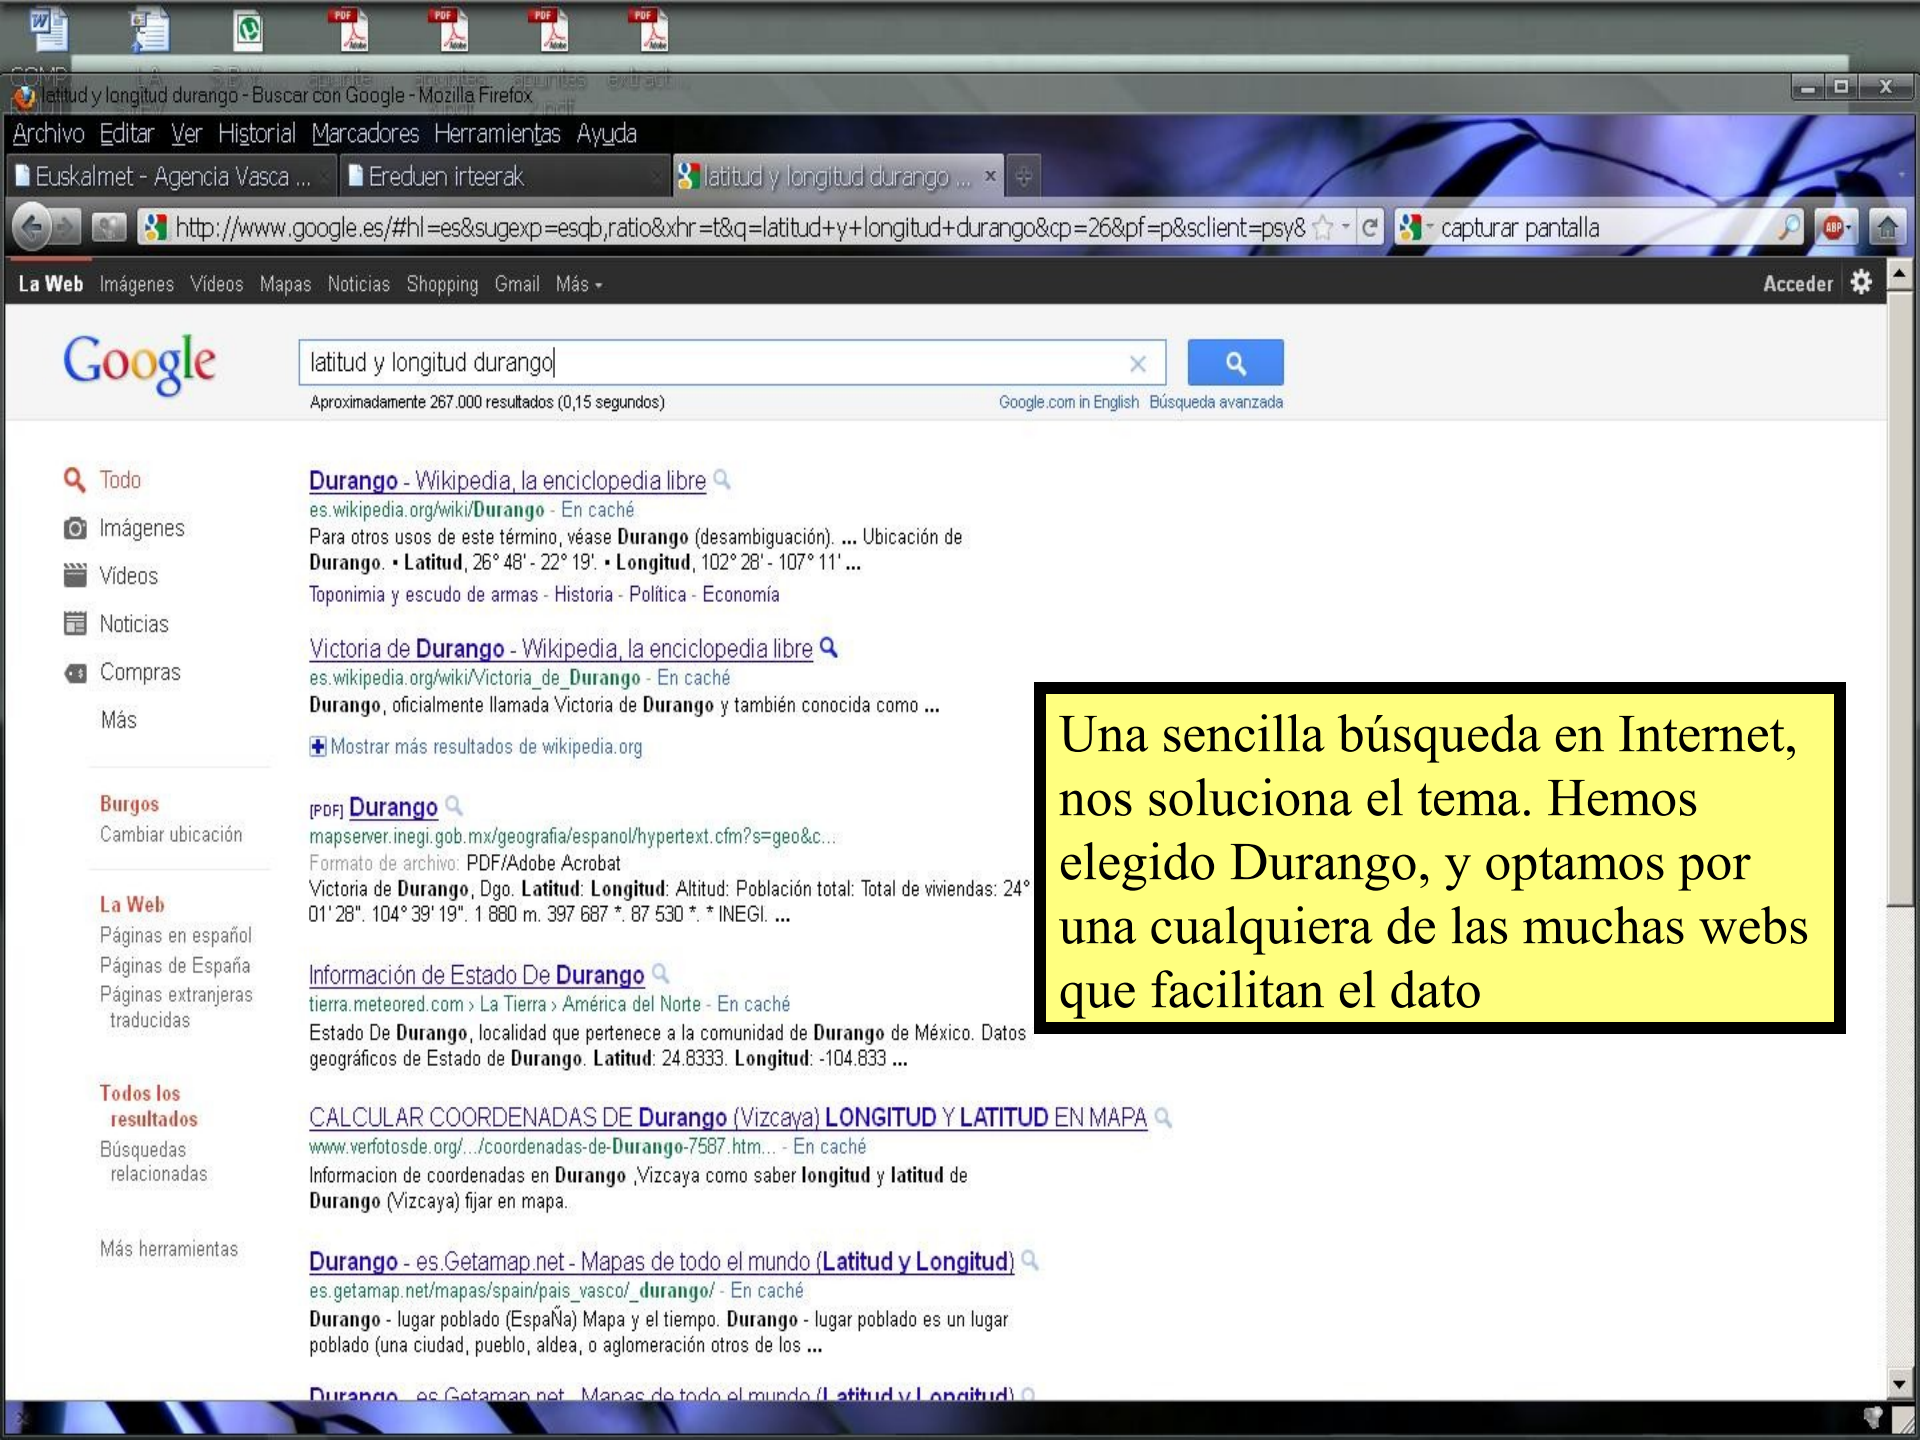 latitud y longitud durango - Buscar con Google - Mozilla Firefox
Archivo Editar Ver Historial Marcadores Herramientas Ayuda
Euskalmet - Agencia Vasca ...
Ereduen irteerak
latitud y longitud durango ...
http://www.google.es/#hl=es&sugexp=esqb,ratio&xhr=t&q=latitud+y+longitud+durango&cp=26&pf=p&sclient=psy8
capturar pantalla
ABP
La Web Imágenes Vídeos Mapas Noticias Shopping Gmail Más
Acceder
Google
latitud y longitud durango
Aproximadamente 267.000 resultados (0,15 segundos)
Google.com in English Búsqueda avanzada
Todo
Imágenes
Vídeos
Noticias
Compras
Más
Burgos
Cambiar ubicación
La Web
Páginas en español
Páginas de España
Páginas extranjeras
traducidas
Todos los
resultados
Búsquedas
relacionadas
Más herramientas
Durango - Wikipedia, la enciclopedia libre
es.wikipedia.org/wiki/Durango - En caché
Para otros usos de este término, véase Durango (desambiguación). ... Ubicación de
Durango. • Latitud, 26° 48' - 22° 19'. • Longitud, 102° 28' - 107° 11' ...
Toponimia y escudo de armas - Historia - Política - Economía
Victoria de Durango - Wikipedia, la enciclopedia libre
es.wikipedia.org/wiki/Victoria_de_Durango - En caché
Durango, oficialmente llamada Victoria de Durango y también conocida como ...
Mostrar más resultados de wikipedia.org
[PDF] Durango
mapserver.inegi.gob.mx/geografia/espanol/hypertext.cfm?s=geo&c...
Formato de archivo: PDF/Adobe Acrobat
Victoria de Durango, Dgo. Latitud: Longitud: Altitud: Población total: Total de viviendas: 24°
01' 28". 104° 39' 19". 1 880 m. 397 687 *. 87 530 *. * INEGI. ...
Información de Estado De Durango
tierra.meteored.com › La Tierra › América del Norte - En caché
Estado De Durango, localidad que pertenece a la comunidad de Durango de México. Datos
geográficos de Estado de Durango. Latitud: 24.8333. Longitud: -104.833 ...
CALCULAR COORDENADAS DE Durango (Vizcaya) LONGITUD Y LATITUD EN MAPA
www.verfotosde.org/.../coordenadas-de-Durango-7587.htm... - En caché
Informacion de coordenadas en Durango ,Vizcaya como saber longitud y latitud de
Durango (Vizcaya) fijar en mapa.
Durango - es.Getamap.net - Mapas de todo el mundo (Latitud y Longitud)
es.getamap.net/mapas/spain/pais_vasco/_durango/ - En caché
Durango - lugar poblado (EspaÑa) Mapa y el tiempo. Durango - lugar poblado es un lugar
poblado (una ciudad, pueblo, aldea, o aglomeración otros de los ...
Durango - es.Getamap.net - Mapas de todo el mundo (Latitud y Longitud)
Una sencilla búsqueda en Internet,
nos soluciona el tema. Hemos
elegido Durango, y optamos por
una cualquiera de las muchas webs
que facilitan el dato